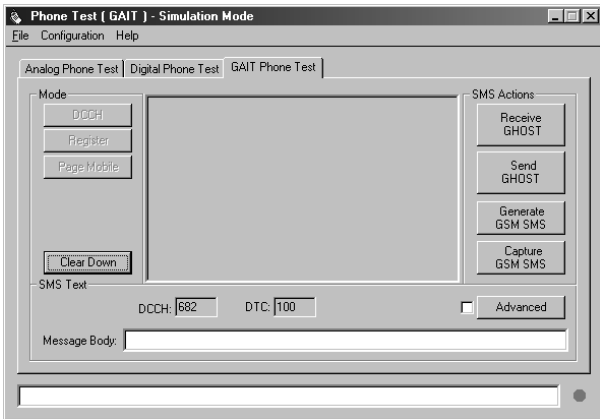 Phone Test ( GAIT ) - Simulation Mode
File Configuration Help
Analog Phone Test Digital Phone Test GAIT Phone Test
Mode
DCCH
Register
Page Mobile
Clear Down
SMS Actions
Receive
GHOST
Send
GHOST
Generate
GSM SMS
Capture
GSM SMS
SMS Text
DCCH: 682 DTC: 100 Advanced
Message Body: